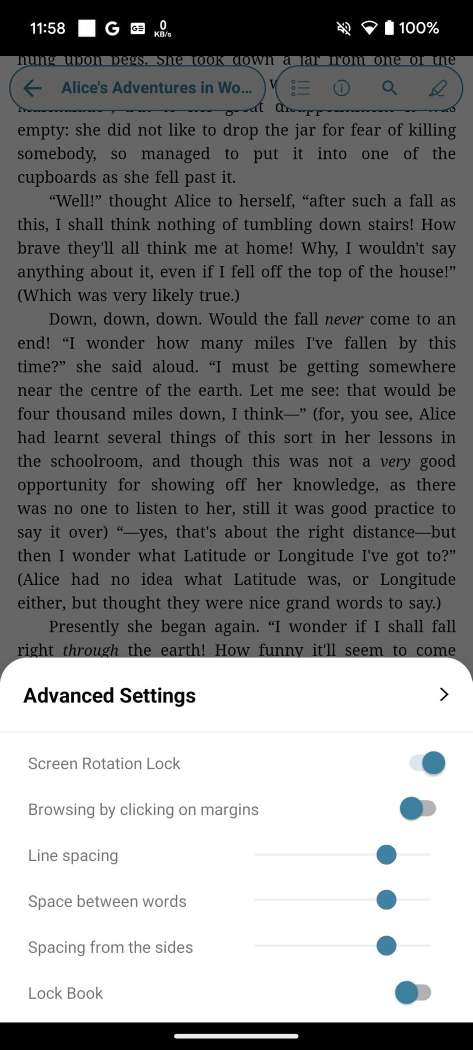 11:58 G GE 0 KB/s 100%
hung upon pegs. She took down a jar from one of the
Alice's Adventures in Wo...
great disappointment it was
empty: she did not like to drop the jar for fear of killing
somebody, so managed to put it into one of the
cupboards as she fell past it.
“Well!” thought Alice to herself, “after such a fall as
this, I shall think nothing of tumbling down stairs! How
brave they'll all think me at home! Why, I wouldn't say
anything about it, even if I fell off the top of the house!”
(Which was very likely true.)
Down, down, down. Would the fall never come to an
end! “I wonder how many miles I've fallen by this
time?” she said aloud. “I must be getting somewhere
near the centre of the earth. Let me see: that would be
four thousand miles down, I think—” (for, you see, Alice
had learnt several things of this sort in her lessons in
the schoolroom, and though this was not a very good
opportunity for showing off her knowledge, as there
was no one to listen to her, still it was good practice to
say it over) “—yes, that's about the right distance—but
then I wonder what Latitude or Longitude I've got to?”
(Alice had no idea what Latitude was, or Longitude
either, but thought they were nice grand words to say.)
Presently she began again. “I wonder if I shall fall
right through the earth! How funny it'll seem to come
Advanced Settings
Screen Rotation Lock
Browsing by clicking on margins
Line spacing
Space between words
Spacing from the sides
Lock Book